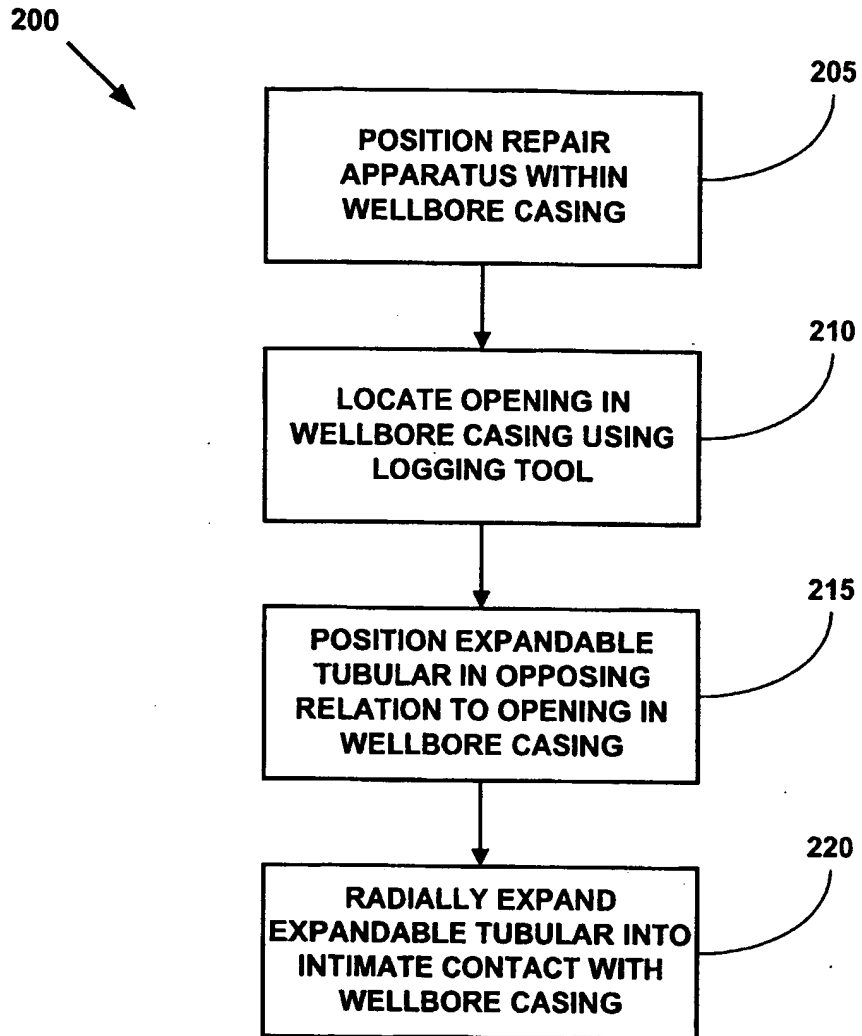 200
205
POSITION REPAIR
APPARATUS WITHIN
WELLBORE CASING
210
LOCATE OPENING IN
WELLBORE CASING USING
LOGGING TOOL
215
POSITION EXPANDABLE
TUBULAR IN OPPOSING
RELATION TO OPENING IN
WELLBORE CASING
220
RADIALLY EXPAND
EXPANDABLE TUBULAR INTO
INTIMATE CONTACT WITH
WELLBORE CASING